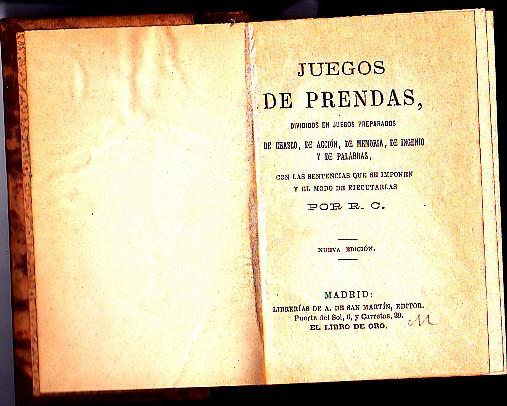 JUEGOS
DE PRENDAS,
DIVIDIDOS EN JUEGOS PREPARADOS
DE CHASCO, DE ACCIÓN, DE MEMORIA, DE INGENIO
Y DE PALABRAS,
CON LAS SENTENCIAS QUE SE IMPONEN
Y EL MODO DE EJECUTARLAS
POR R. C.
NUEVA EDICIÓN.
MADRID:
LIBRERÍAS DE A. DE SAN MARTÍN, EDITOR.
Puerta del Sol, 6, y Carretas, 39.
EL LIBRO DE ORO.